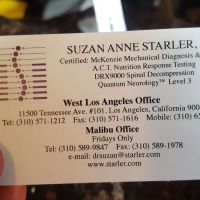 SUZAN ANNE STARLER,
Certified: McKenzie Mechanical Diagnosis &
A.C.T. Nutrition Response Testing
DRX9000 Spinal Decompression
Quantum Neurology™ Level 3
West Los Angeles Office
11500 Tennessee Ave. #101, Los Angeles, California 900
Tel: (310) 571-1212 Fax: (310) 571-1616 Mobile: (310) 65
Malibu Office
Fridays Only
Tel: (310) 589-9847 Fax: (310) 589-1978
e-mail: drsuzan@starler.com
www.starler.com